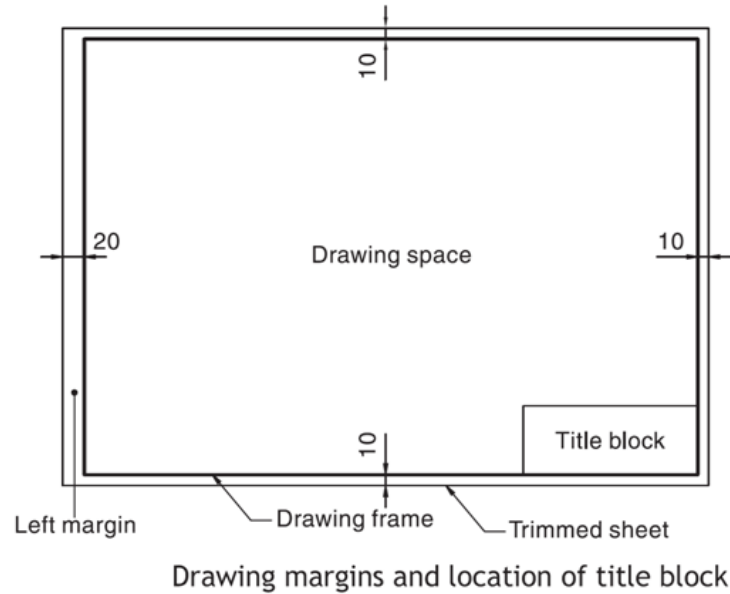 10
20
Drawing space
10
10
Title block
Left margin
Drawing frame
Trimmed sheet
Drawing margins and location of title block